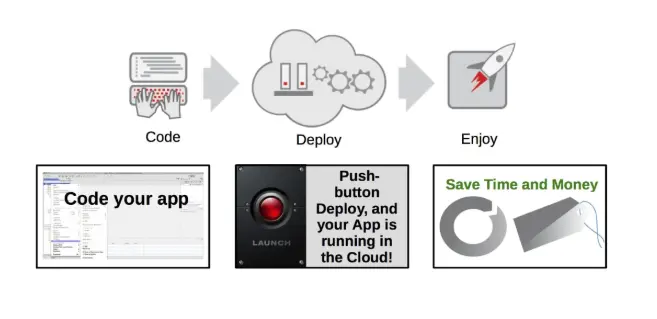 Code
Deploy
Enjoy
Code your app
Push-
button
Deploy, and
your App is
running in
the Cloud!
LAUNCH
Save Time and Money